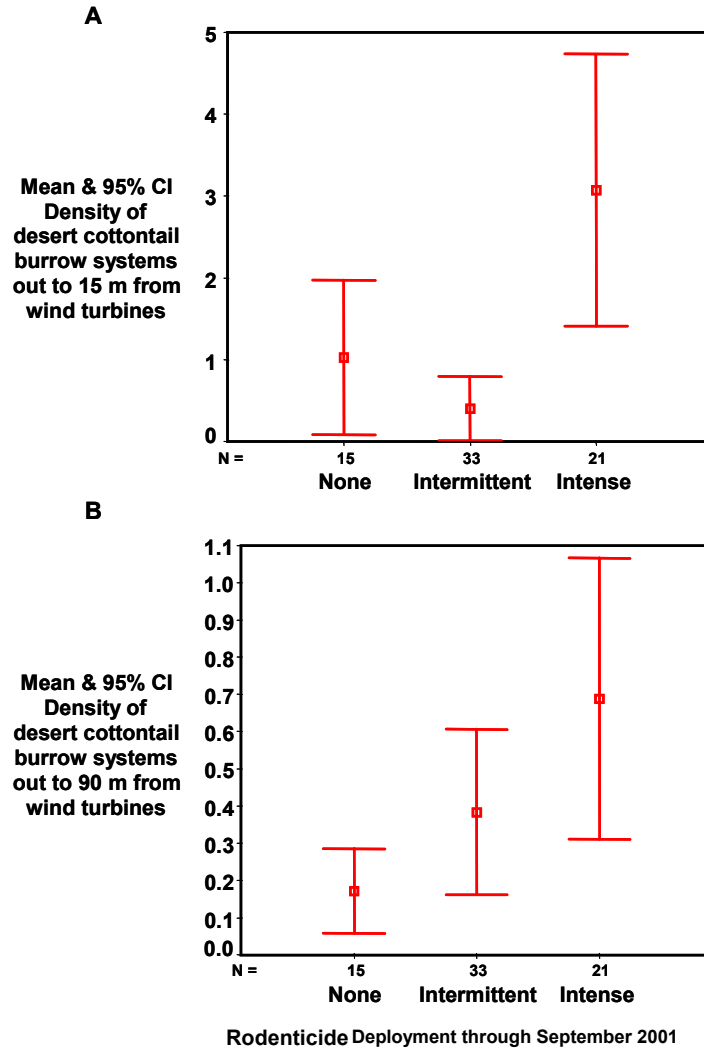 A
Mean & 95% CI
Density of
desert cottontail
burrow systems
out to 15 m from
wind turbines
5
4
3
2
1
0
N = 15 33 21
None Intermittent Intense
B
Mean & 95% CI
Density of
desert cottontail
burrow systems
out to 90 m from
wind turbines
1.1
1.0
0.9
0.8
0.7
0.6
0.5
0.4
0.3
0.2
0.1
0.0
N = 15 33 21
None Intermittent Intense
Rodenticide Deployment through September 2001